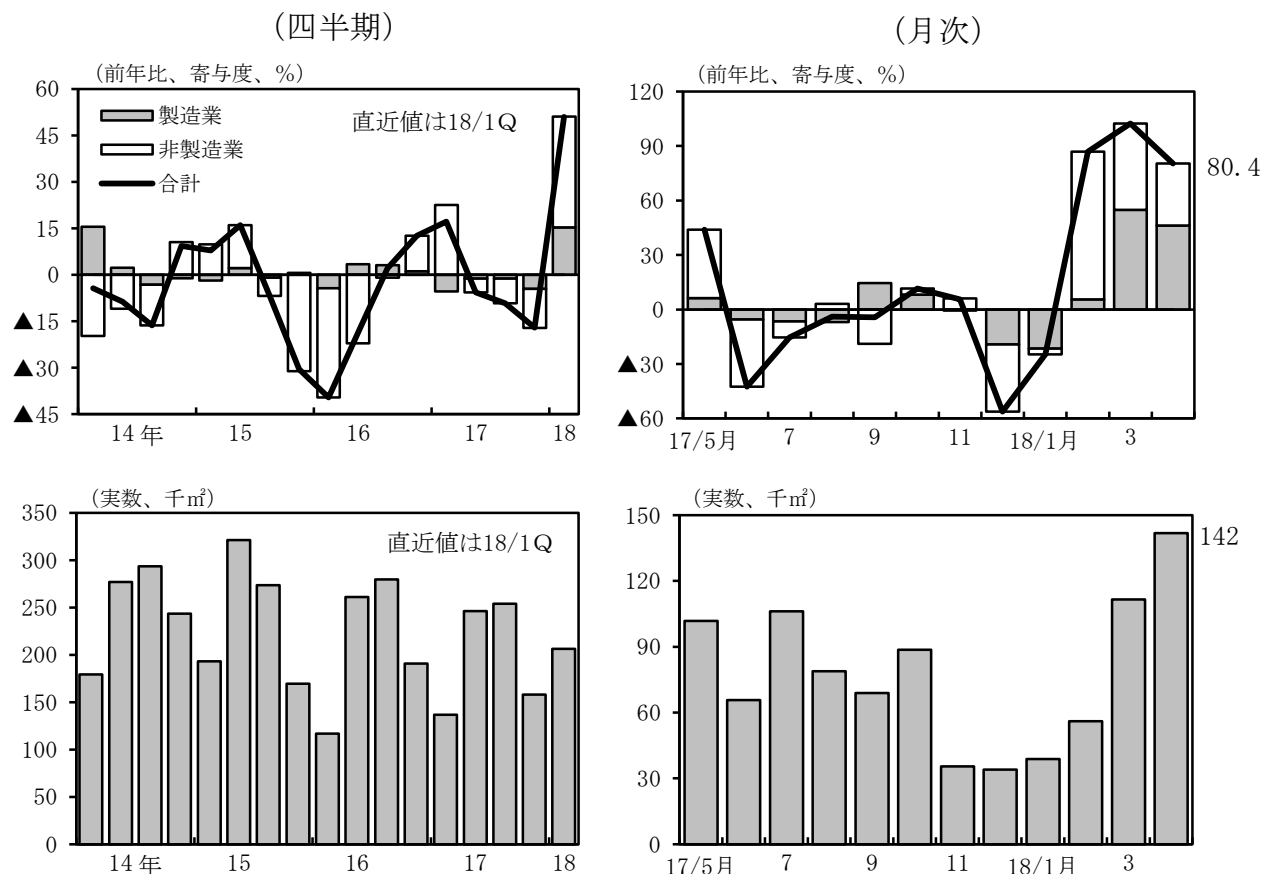 (四半期)
(前年比、寄与度、%)
60
45
30
15
0
▲15
▲30
▲45
製造業
非製造業
合計
直近値は18/1Q
14年 15 16 17 18
(月次)
(前年比、寄与度、%)
120
90
60
30
0
▲30
▲60
80.4
17/5月 7 9 11 18/1月 3
(実数、千㎡)
350
300
250
200
150
100
50
0
直近値は18/1Q
14年 15 16 17 18
(実数、千㎡)
150
120
90
60
30
0
142
17/5月 7 9 11 18/1月 3